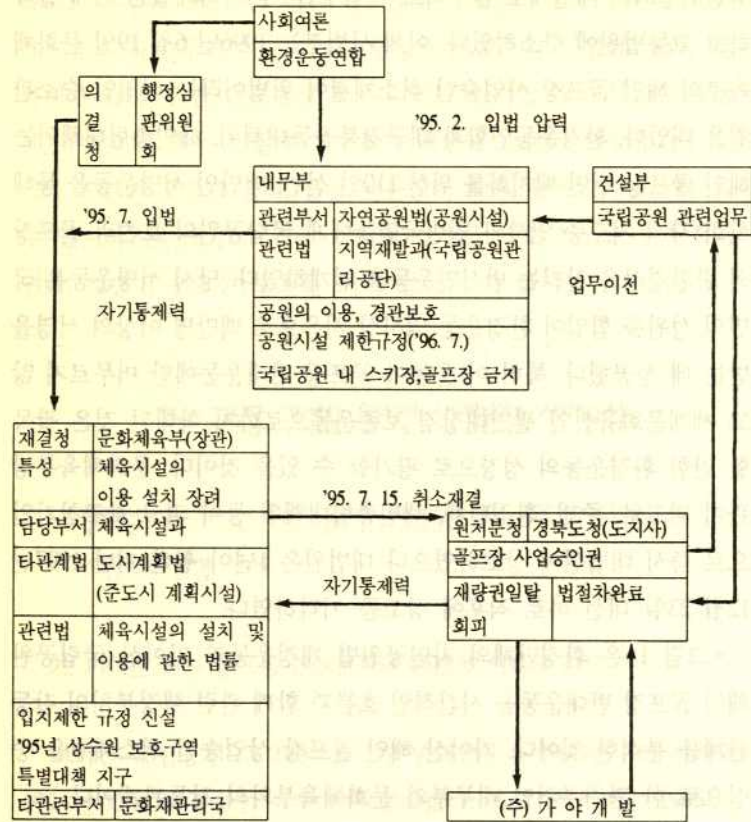 사회여론
환경운동연합
의결청
행정심판위원회
'95. 2. 입법 압력
내무부
관련부서 자연공원법(공원시설)
관련법 지역재발과(국립공원관
리공단)
공원의 이용, 경관보호
공원시설 제한규정('96. 7.)
국립공원 내 스키장,골프장 금지
건설부
국립공원 관련업무
'95. 7. 입법
자기통제력
업무이전
재결청 문화체육부(장관)
특성 체육시설의
이용 설치 장려
담당부서 체육시설과
타관계법 도시계획법
(준도시 계획시설)
관련법 체육시설의 설치 및
이용에 관한 법률
입지제한 규정 신설
'95년 상수원 보호구역
특별대책 지구
타관련부서 문화재관리국
'95. 7. 15. 취소재결
자기통제력
원처분청 경북도청(도지사)
골프장 사업승인권
재량권일탈 법절차완료
회피
(주) 가야개발